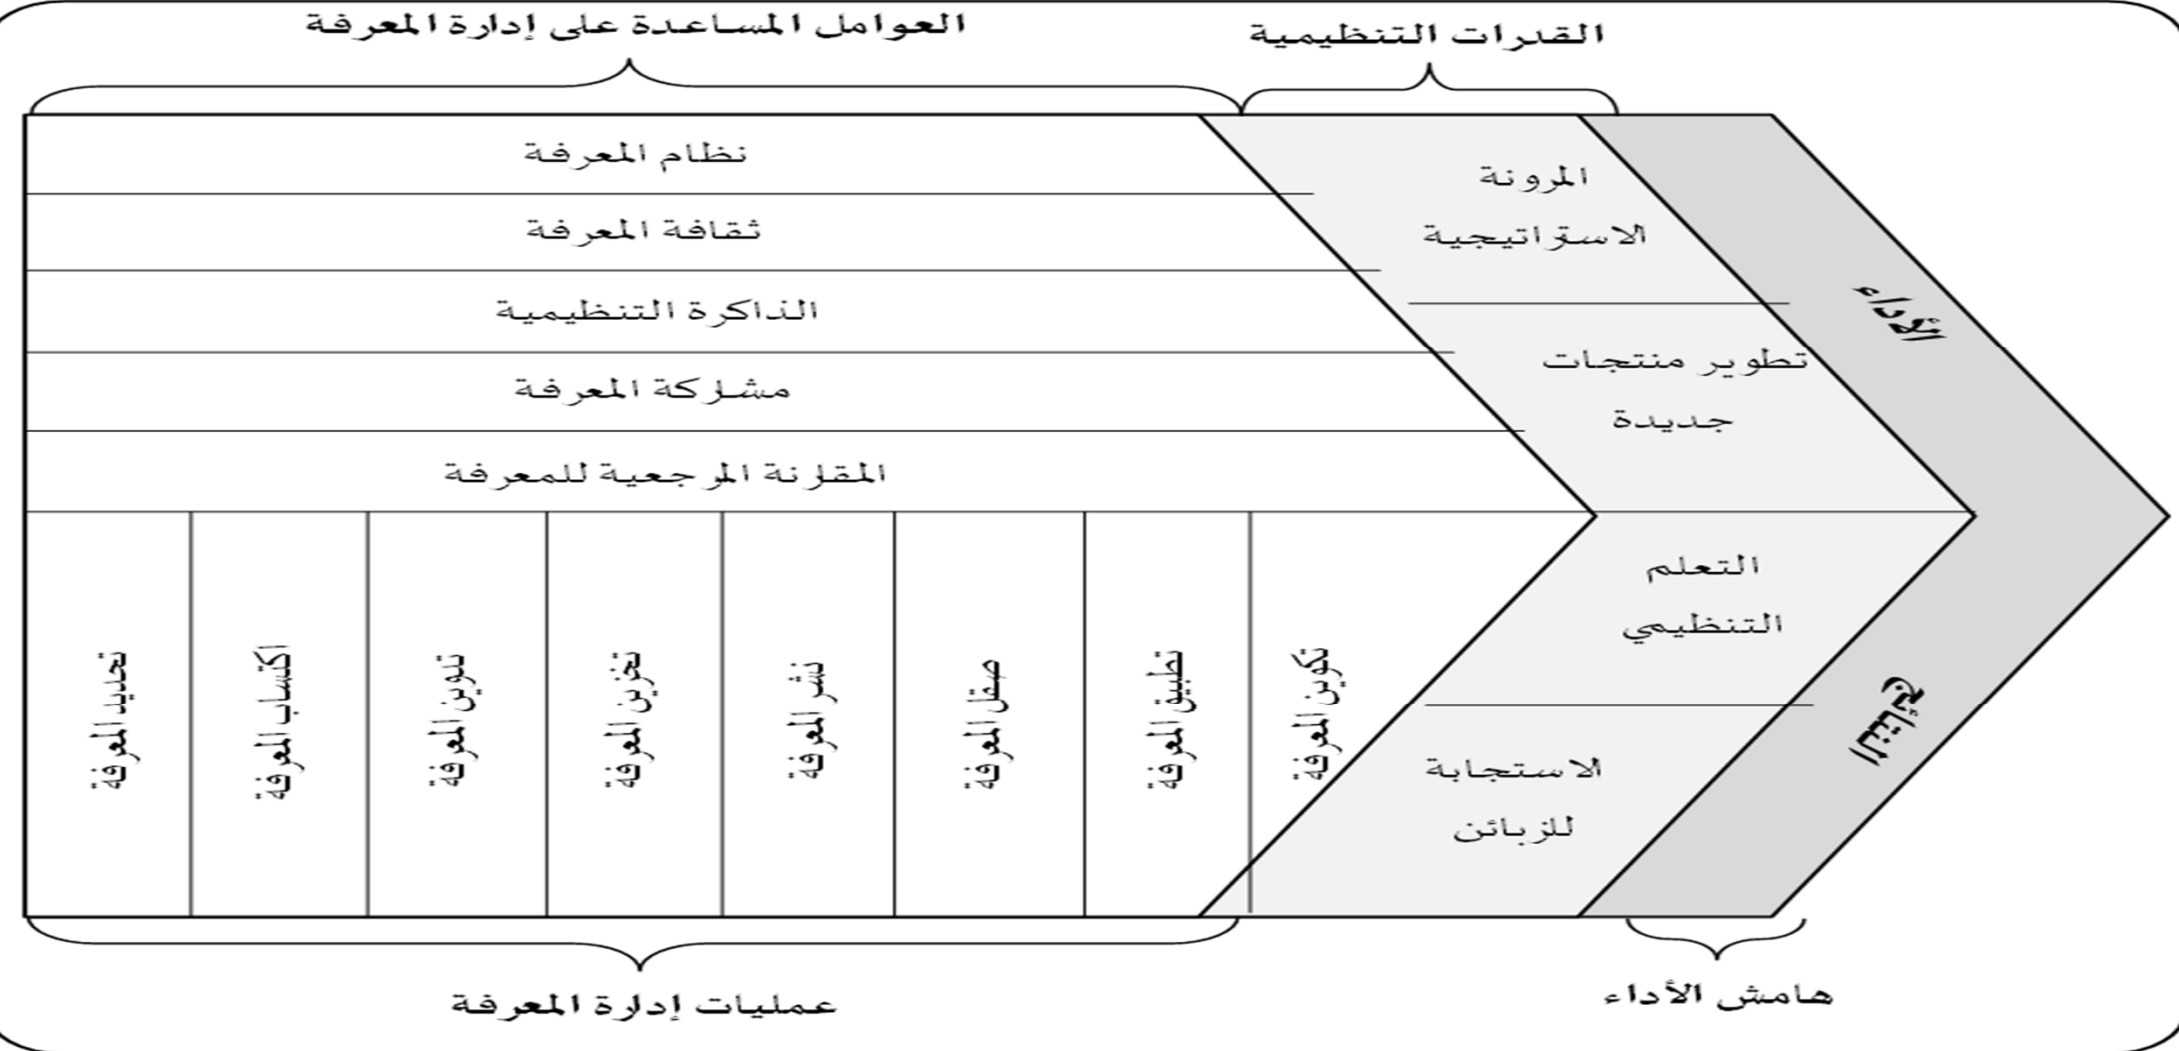 العوامل المساعدة على إدارة المعرفة
القدرات التنظيمية
نظام المعرفة
ثقافة المعرفة
الذاكرة التنظيمية
مشاركة المعرفة
المقارنة المرجعية للمعرفة
المرونة
الاستراتيجية
تطوير منتجات
جديدة
التعلم
التنظيمي
الاستجابة
للزبائن
الأداء
النتائج
تحديد المعرفة
اكتساب المعرفة
تدوين المعرفة
تخزين المعرفة
نشر المعرفة
صقل المعرفة
تطبيق المعرفة
تكوين المعرفة
عمليات إدارة المعرفة
هامش الأداء